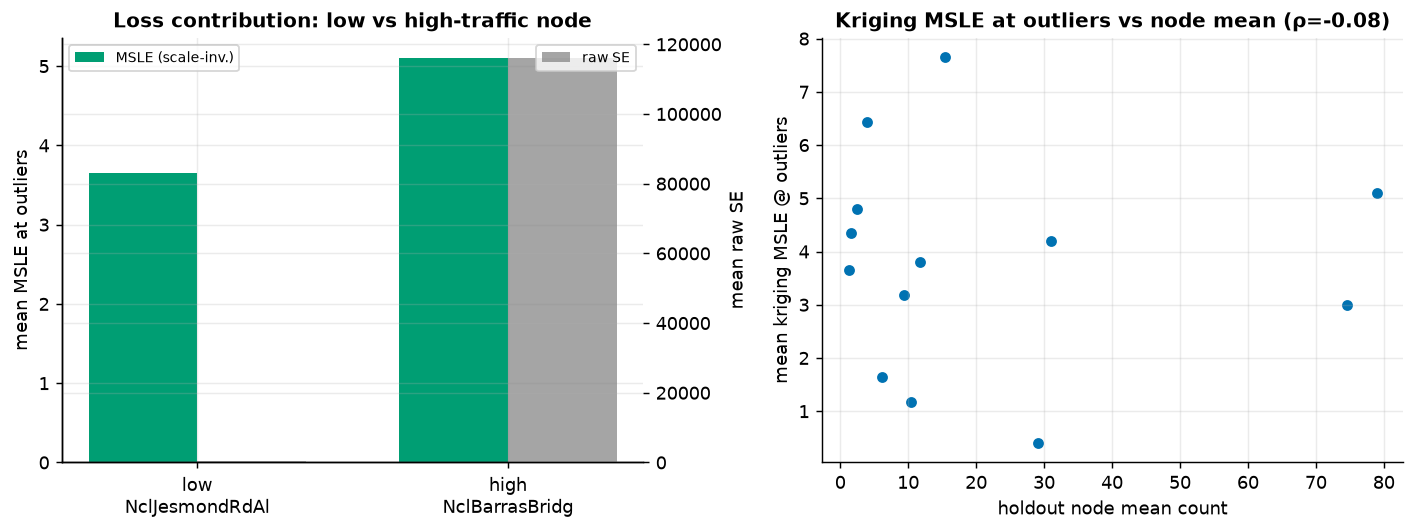 Loss contribution: low vs high-traffic node
MSLE (scale-inv.)
raw SE
mean MSLE at outliers
5
4
3
2
1
0
120000
100000
80000
60000
40000
20000
0
mean raw SE
low
NclJesmondRdAl
high
NclBarrasBridg
Kriging MSLE at outliers vs node mean (ρ=-0.08)
mean kriging MSLE @ outliers
8
7
6
5
4
3
2
1
0 10 20 30 40 50 60 70 80
holdout node mean count